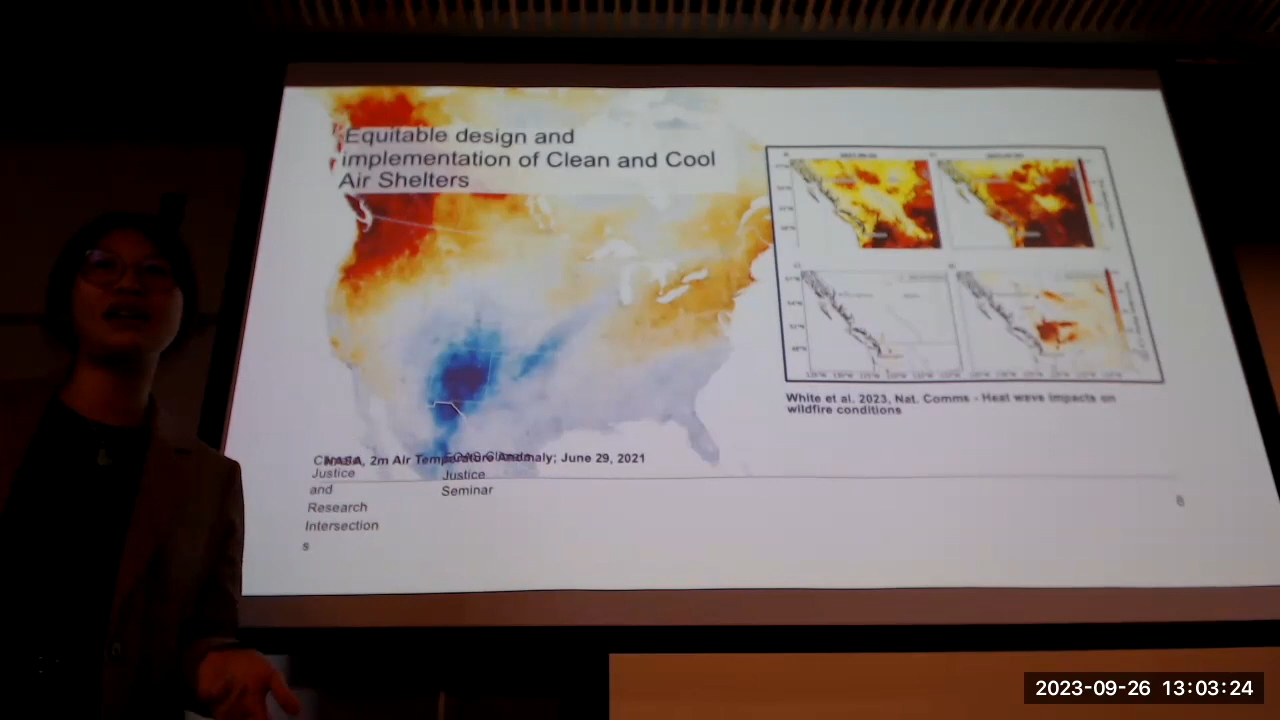 Equitable design and
implementation of Clean and Cool
Air Shelters
White et al. 2023, Nat. Comms - Heat wave impacts on
wildfire conditions
NASA, 2m Air Temperature Anomaly; June 29, 2021
Justice
and
Research
Intersection
s
Justice
Seminar
8
2023-09-26 13:03:24